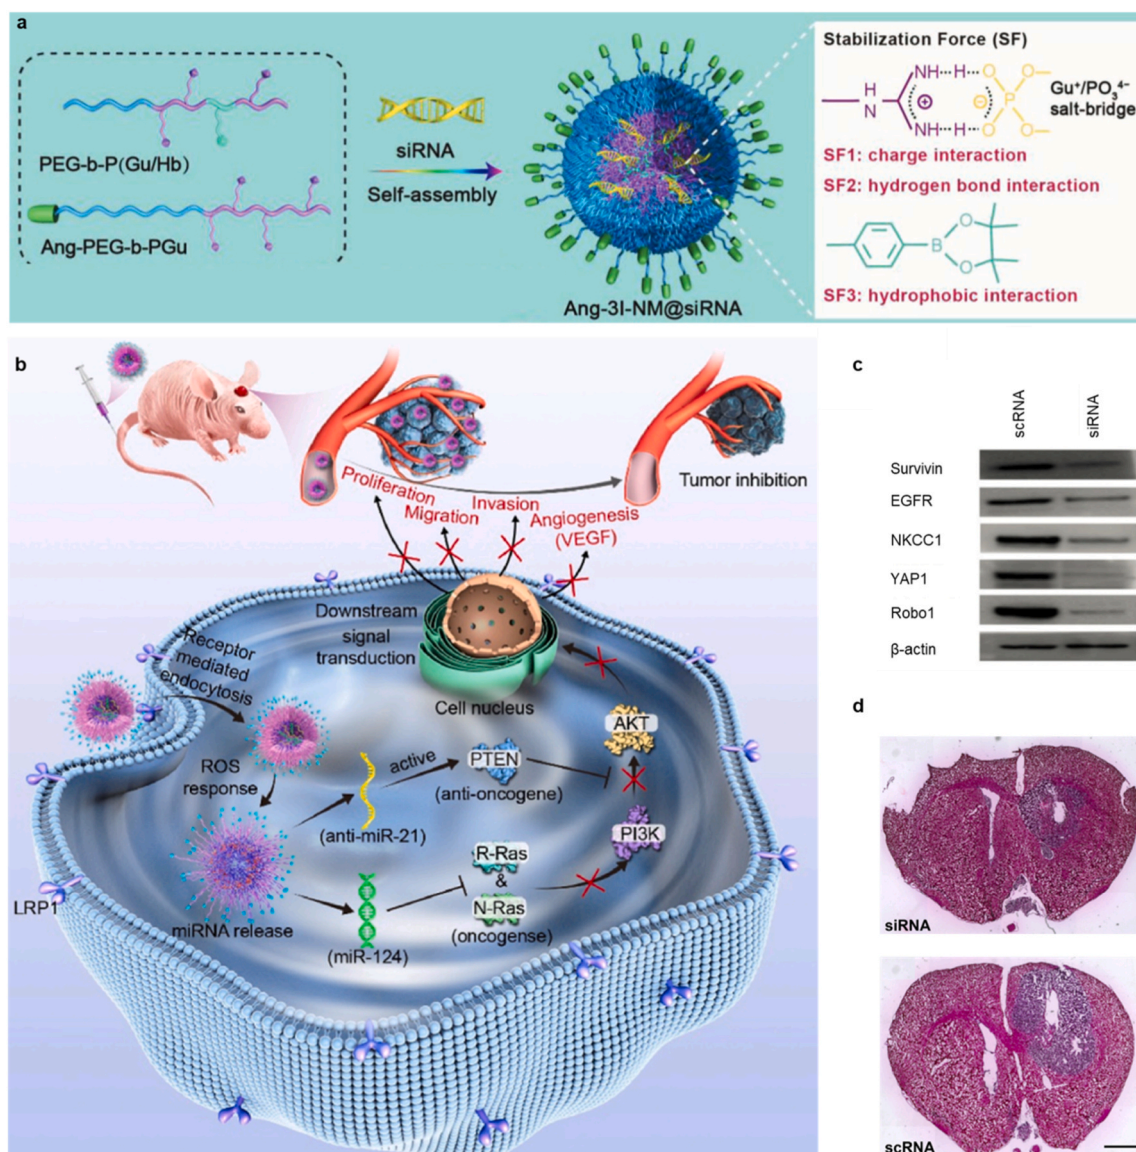 a
PEG-b-P(Gu/Hb)
Ang-PEG-b-PGu
siRNA
Self-assembly
Ang-3I-NM@siRNA
Stabilization Force (SF)
NH
H
O
O
N
H
P
NH
H
O
O
Gu⁺/PO₃⁴⁻
salt-bridge
SF1: charge interaction
SF2: hydrogen bond interaction
B
O
O
SF3: hydrophobic interaction
b
Proliferation
Migration
Invasion
Angiogenesis
(VEGF)
Tumor inhibition
Downstream
signal
transduction
Cell nucleus
Receptor
mediated
endocytosis
ROS
response
miRNA release
LRP1
active
(anti-miR-21)
PTEN
(anti-oncogene)
AKT
PI3K
R-Ras
&
N-Ras
(oncogense)
(miR-124)
c
scRNA
siRNA
Survivin
EGFR
NKCC1
YAP1
Robo1
β-actin
d
siRNA
scRNA